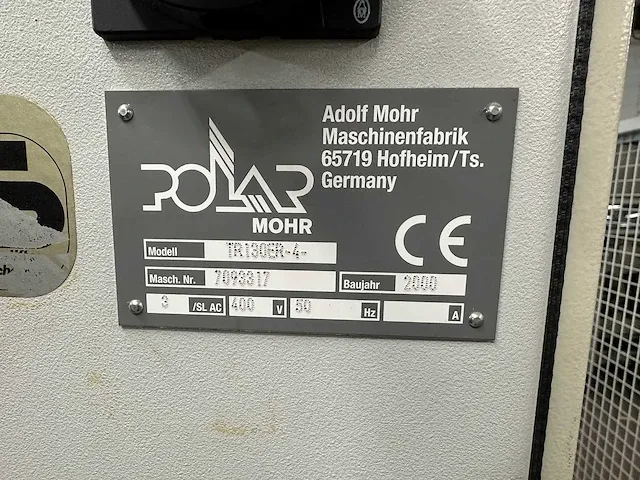 Adolf Mohr
Maschinenfabrik
65719 Hofheim/Ts.
Germany
POLAR
MOHR
CE
Modell TR130ER-4-
Masch. Nr. 7093317 Baujahr 2000
3 /SL AC 400 V 50 Hz A